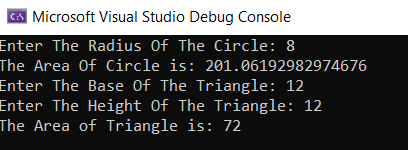 Microsoft Visual Studio Debug Console
Enter The Radius Of The Circle: 8
The Area Of Circle is: 201.06192982974676
Enter The Base Of The Triangle: 12
Enter The Height Of The Triangle: 12
The Area of Triangle is: 72